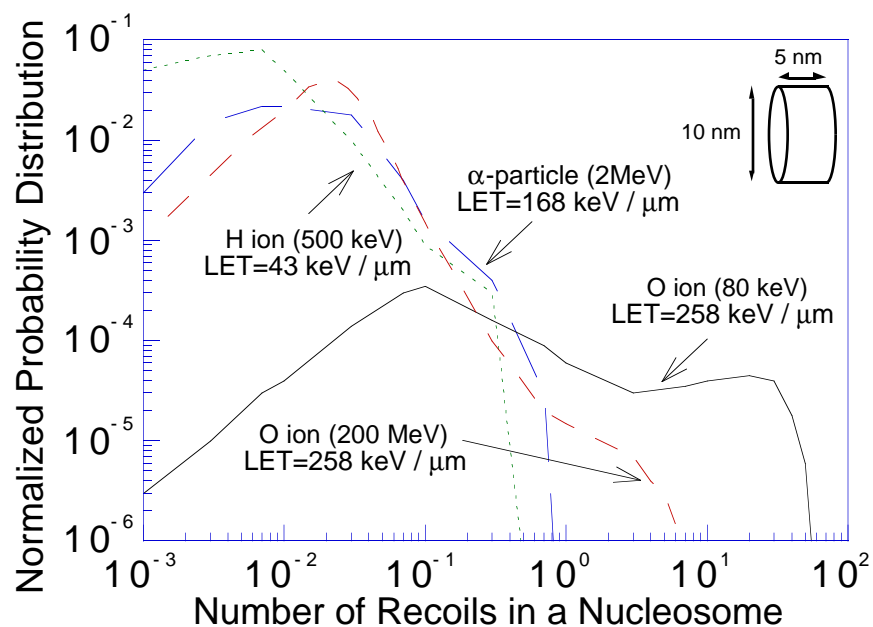 Normalized Probability Distribution
10^-1
10^-2
10^-3
10^-4
10^-5
10^-6
5 nm
10 nm
α-particle (2MeV)
LET=168 keV / μm
H ion (500 keV)
LET=43 keV / μm
O ion (80 keV)
LET=258 keV / μm
O ion (200 MeV)
LET=258 keV / μm
10^-3
10^-2
10^-1
10^0
10^1
10^2
Number of Recoils in a Nucleosome